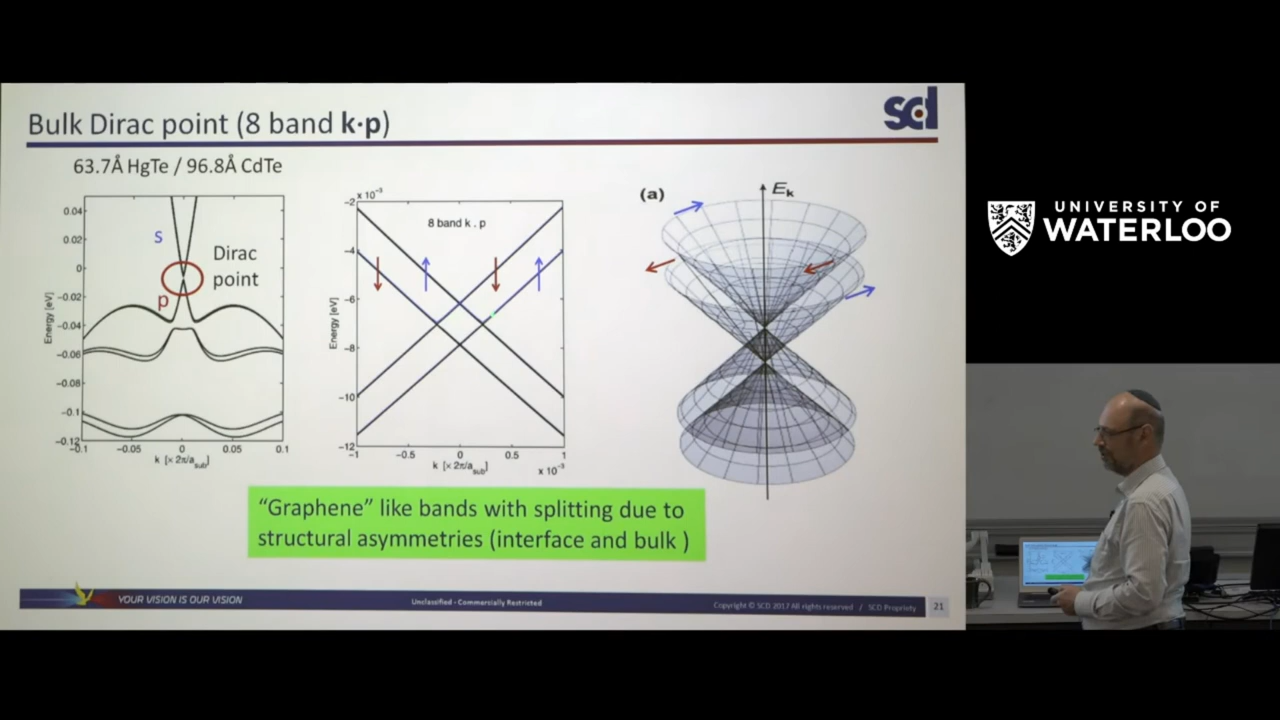 Bulk Dirac point (8 band k·p)
scd
63.7Å HgTe / 96.8Å CdTe
0.04
0.02
0
−0.02
−0.04
−0.06
−0.08
−0.1
−0.12
−0.1
−0.05
0
0.05
0.1
Energy [eV]
k [× 2π/a_sub]
s
p
Dirac
point
× 10⁻³
−2
−4
−6
−8
−10
−12
−1
−0.5
0
0.5
1
× 10⁻³
Energy [eV]
k [× 2π/a_sub]
8 band k . p
(a)
E_k
"Graphene" like bands with splitting due to
structural asymmetries (interface and bulk )
YOUR VISION IS OUR VISION
Unclassified - Commercially Restricted
Copyright © SCD 2017 All rights reserved / SCD Propriety
21
UNIVERSITY OF
WATERLOO